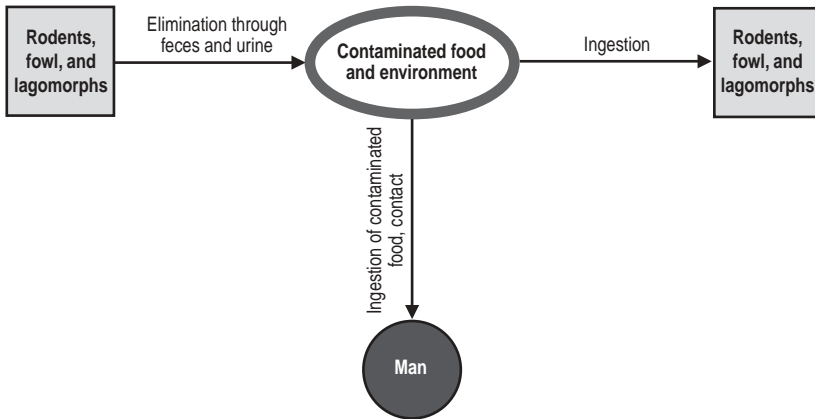 Rodents,
fowl, and
lagomorphs
Elimination through
feces and urine
Contaminated food
and environment
Ingestion
Rodents,
fowl, and
lagomorphs
Ingestion of contaminated
food, contact
Man